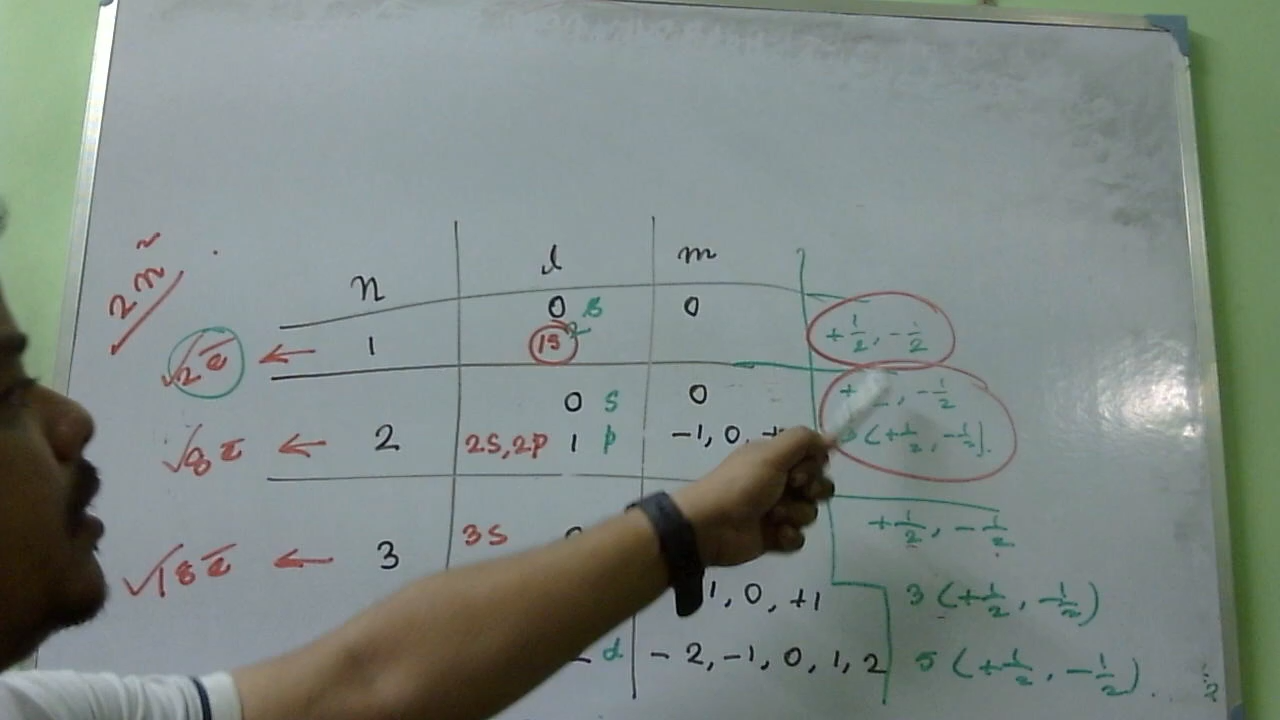 2n²
n l m
0 s 0
√2e̅ ← 1 1s² +1/2, -1/2
0 s 0 + , -1/2
√8e̅ ← 2 2s,2p 1 p -1, 0, 3(+1/2, -1/2).
√18e̅ ← 3 3s +1/2, -1/2
1, 0, +1 3(+1/2, -1/2)
d -2, -1, 0, 1, 2 5(+1/2, -1/2).